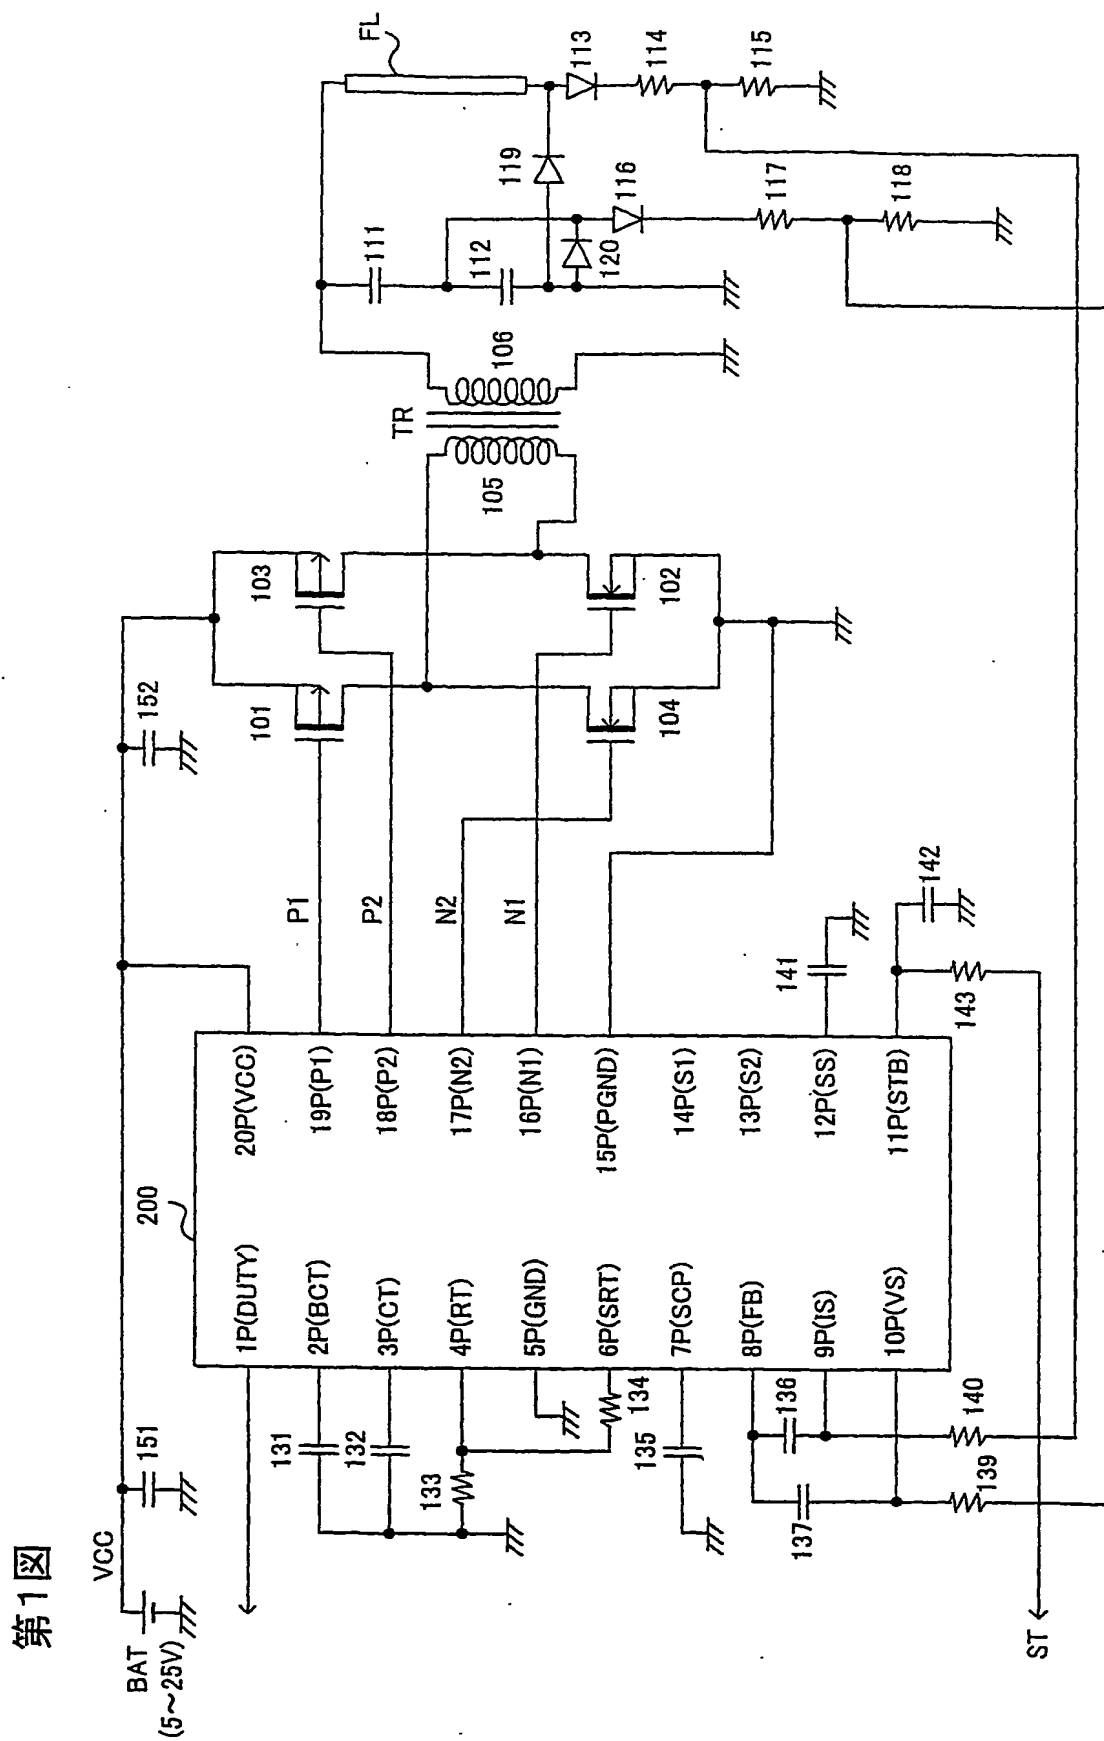 第1図
BAT
(5~25V)
VCC
151
152
200
1P(DUTY)
2P(BCT)
3P(CT)
4P(RT)
5P(GND)
6P(SRT)
7P(SCP)
8P(FB)
9P(IS)
10P(VS)
20P(VCC)
19P(P1)
18P(P2)
17P(N2)
16P(N1)
15P(PGND)
14P(S1)
13P(S2)
12P(SS)
11P(STB)
131
132
133
134
135
136
137
139
140
ST
P1
P2
N2
N1
141
142
143
101
103
104
102
TR
105
106
111
112
119
120
116
117
118
FL
113
114
115